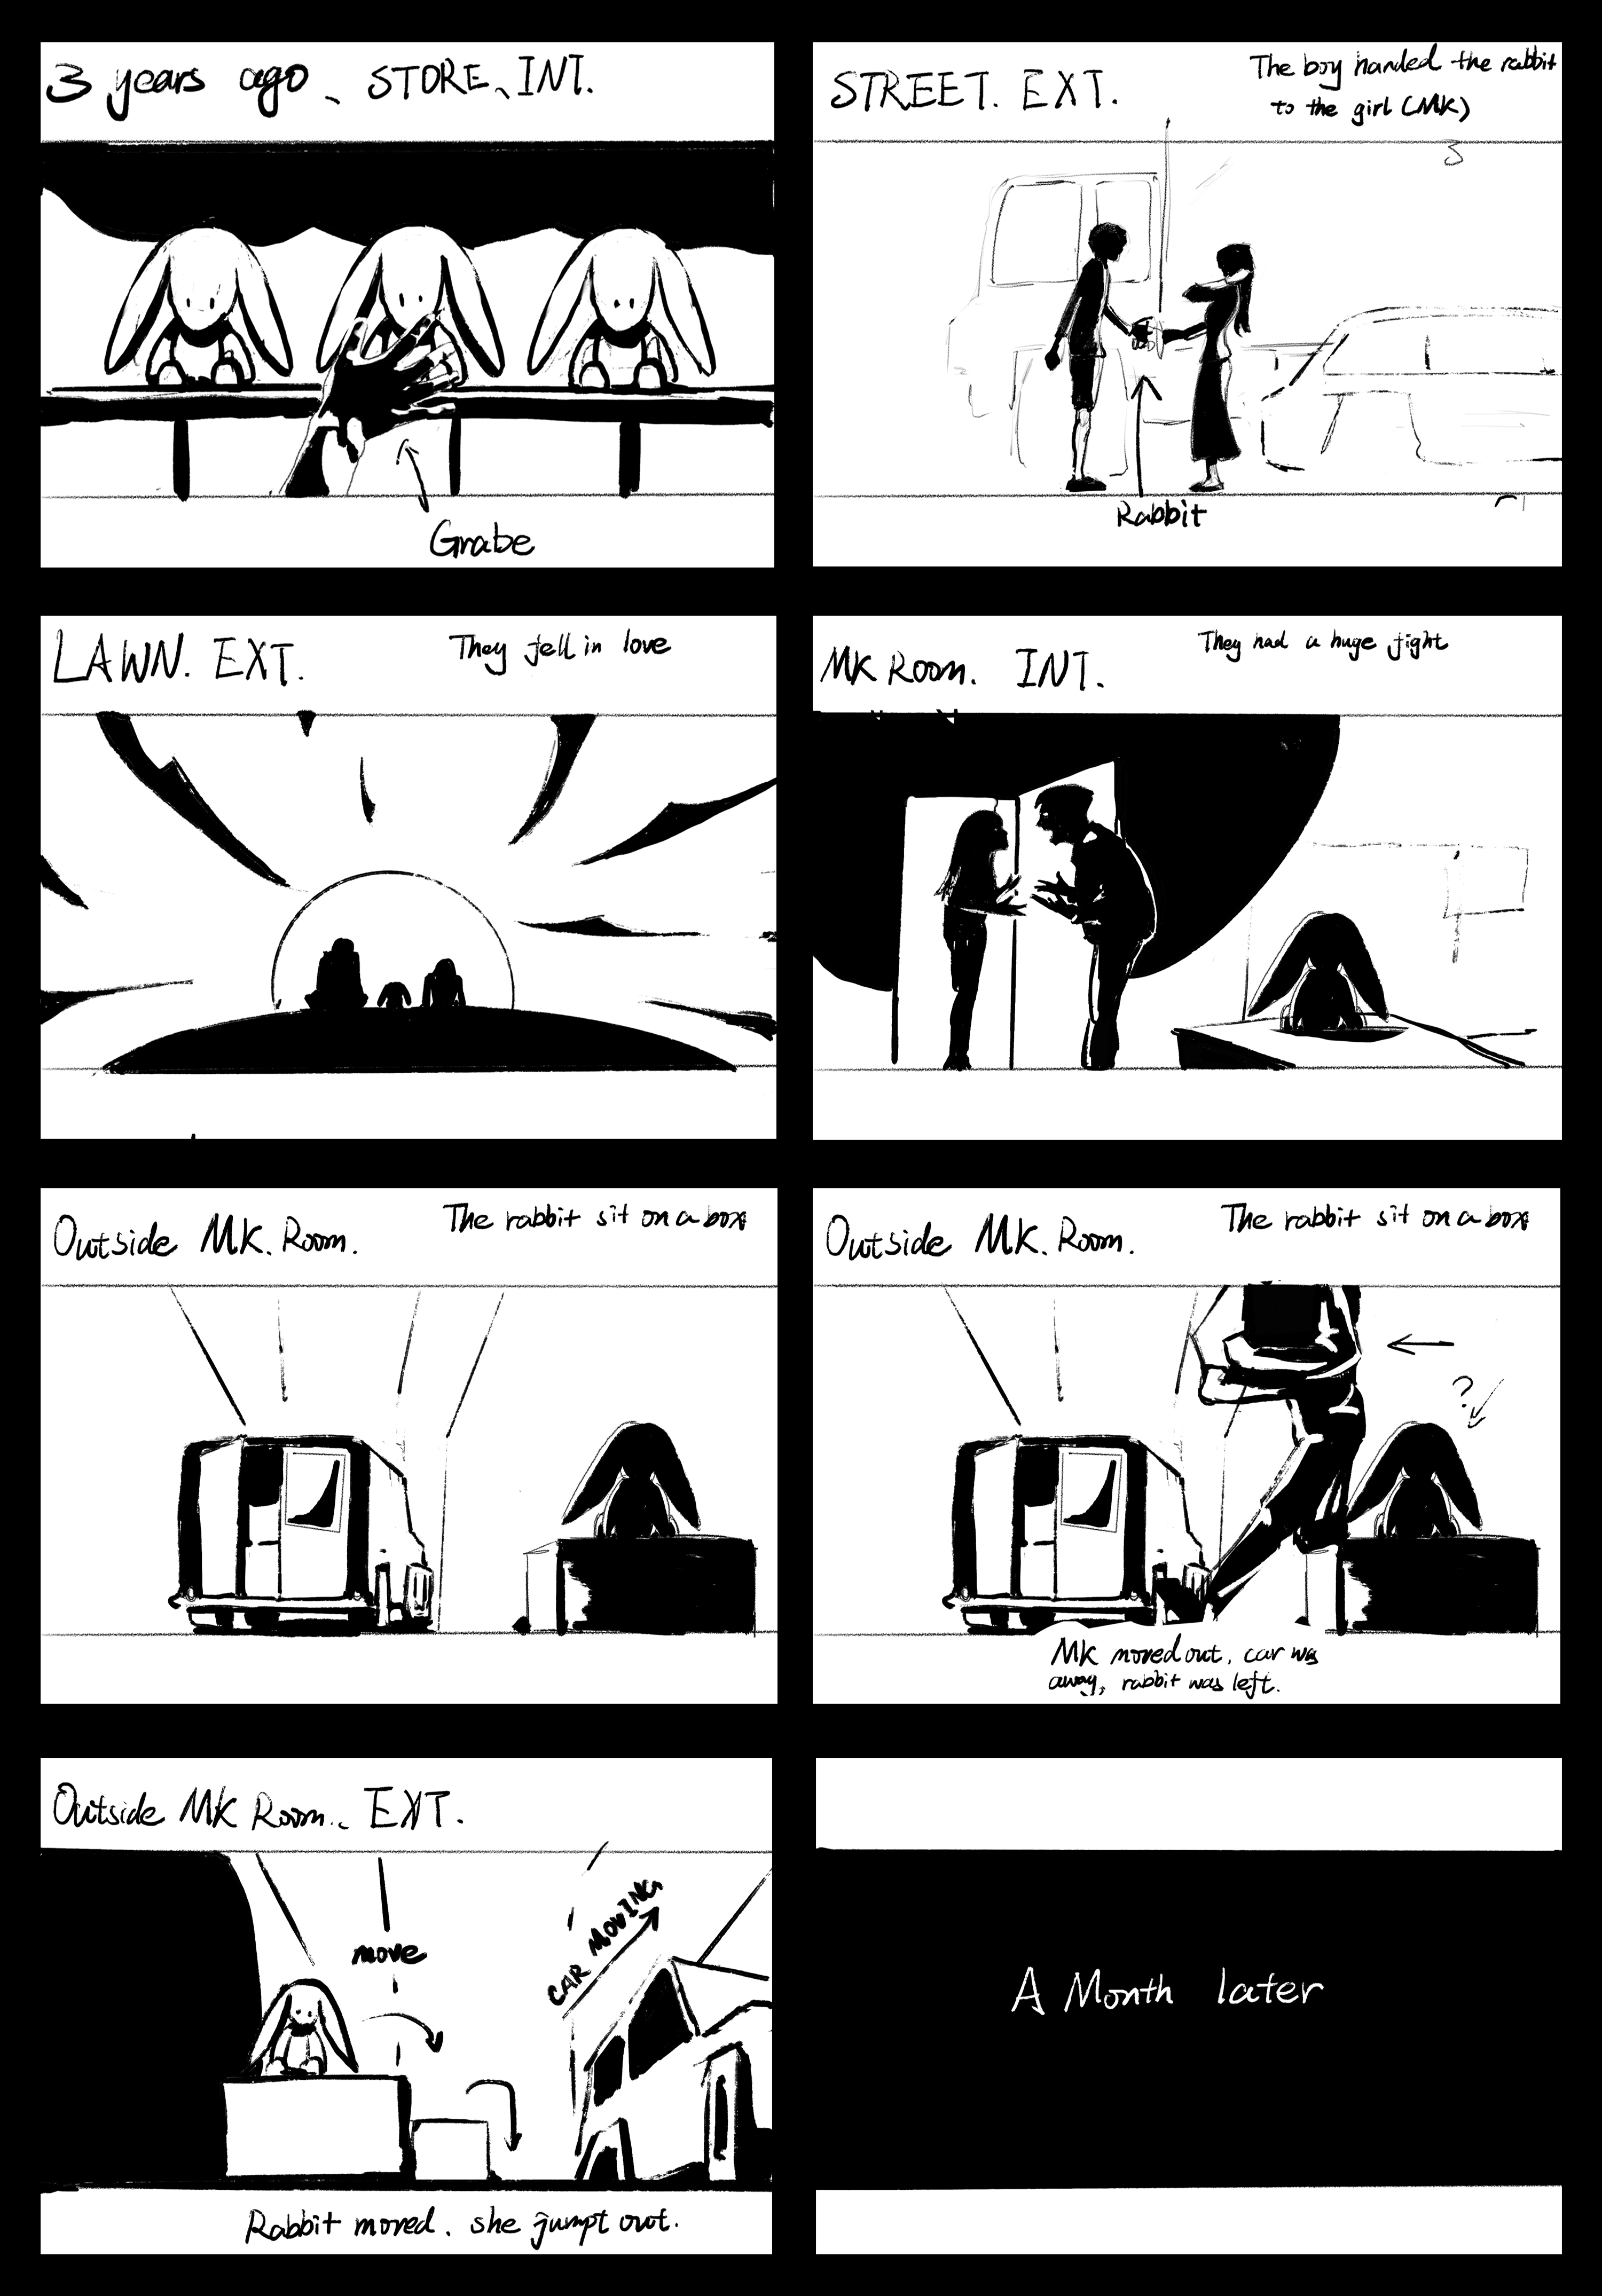 3 years ago、STORE、INT.
Grabe
STREET. EXT.
The boy handed the rabbit
to the girl (MK)
3
Rabbit
LAWN. EXT.
They fell in love
MK Room. INT.
They had a huge fight
Outside MK. Room.
The rabbit sit on a box
Outside MK. Room.
The rabbit sit on a box
?
MK moved out. car was
away, rabbit was left.
Outside MK Room.、EXT.
move
CAR MOVING
Rabbit moved. she jumpt out.
A Month later